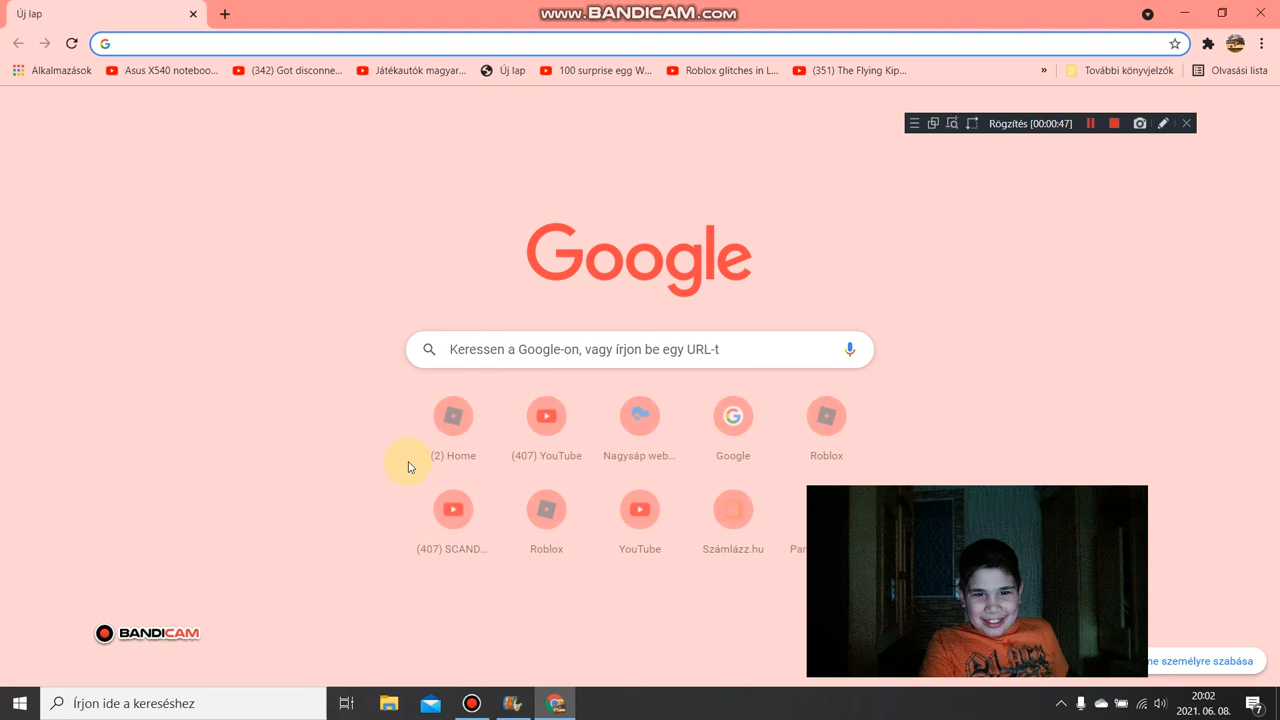 Új lap
WWW.BANDICAM.COM
Alkalmazások
Asus X540 noteboo...
(342) Got disconne...
Játékautók magyar...
Új lap
100 surprise egg W...
Roblox glitches in L...
(351) The Flying Kip...
»
További könyvjelzők
Olvasási lista
Rögzítés [00:00:47]
Google
Keressen a Google-on, vagy írjon be egy URL-t
(2) Home
(407) YouTube
Nagysáp web...
Google
Roblox
(407) SCAND...
Roblox
YouTube
Számlázz.hu
BANDICAM
személyre szabása
Írjon ide a kereséshez
20:02
2021. 06. 08.
7